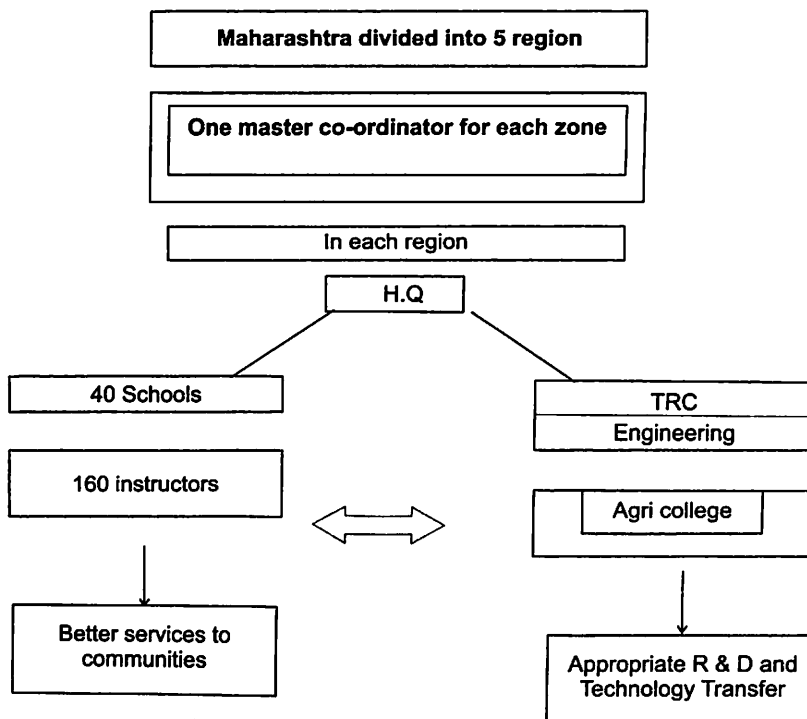 Maharashtra divided into 5 region
One master co-ordinator for each zone
In each region
H.Q
40 Schools
160 instructors
Better services to
communities
TRC
Engineering
Agri college
Appropriate R & D and
Technology Transfer